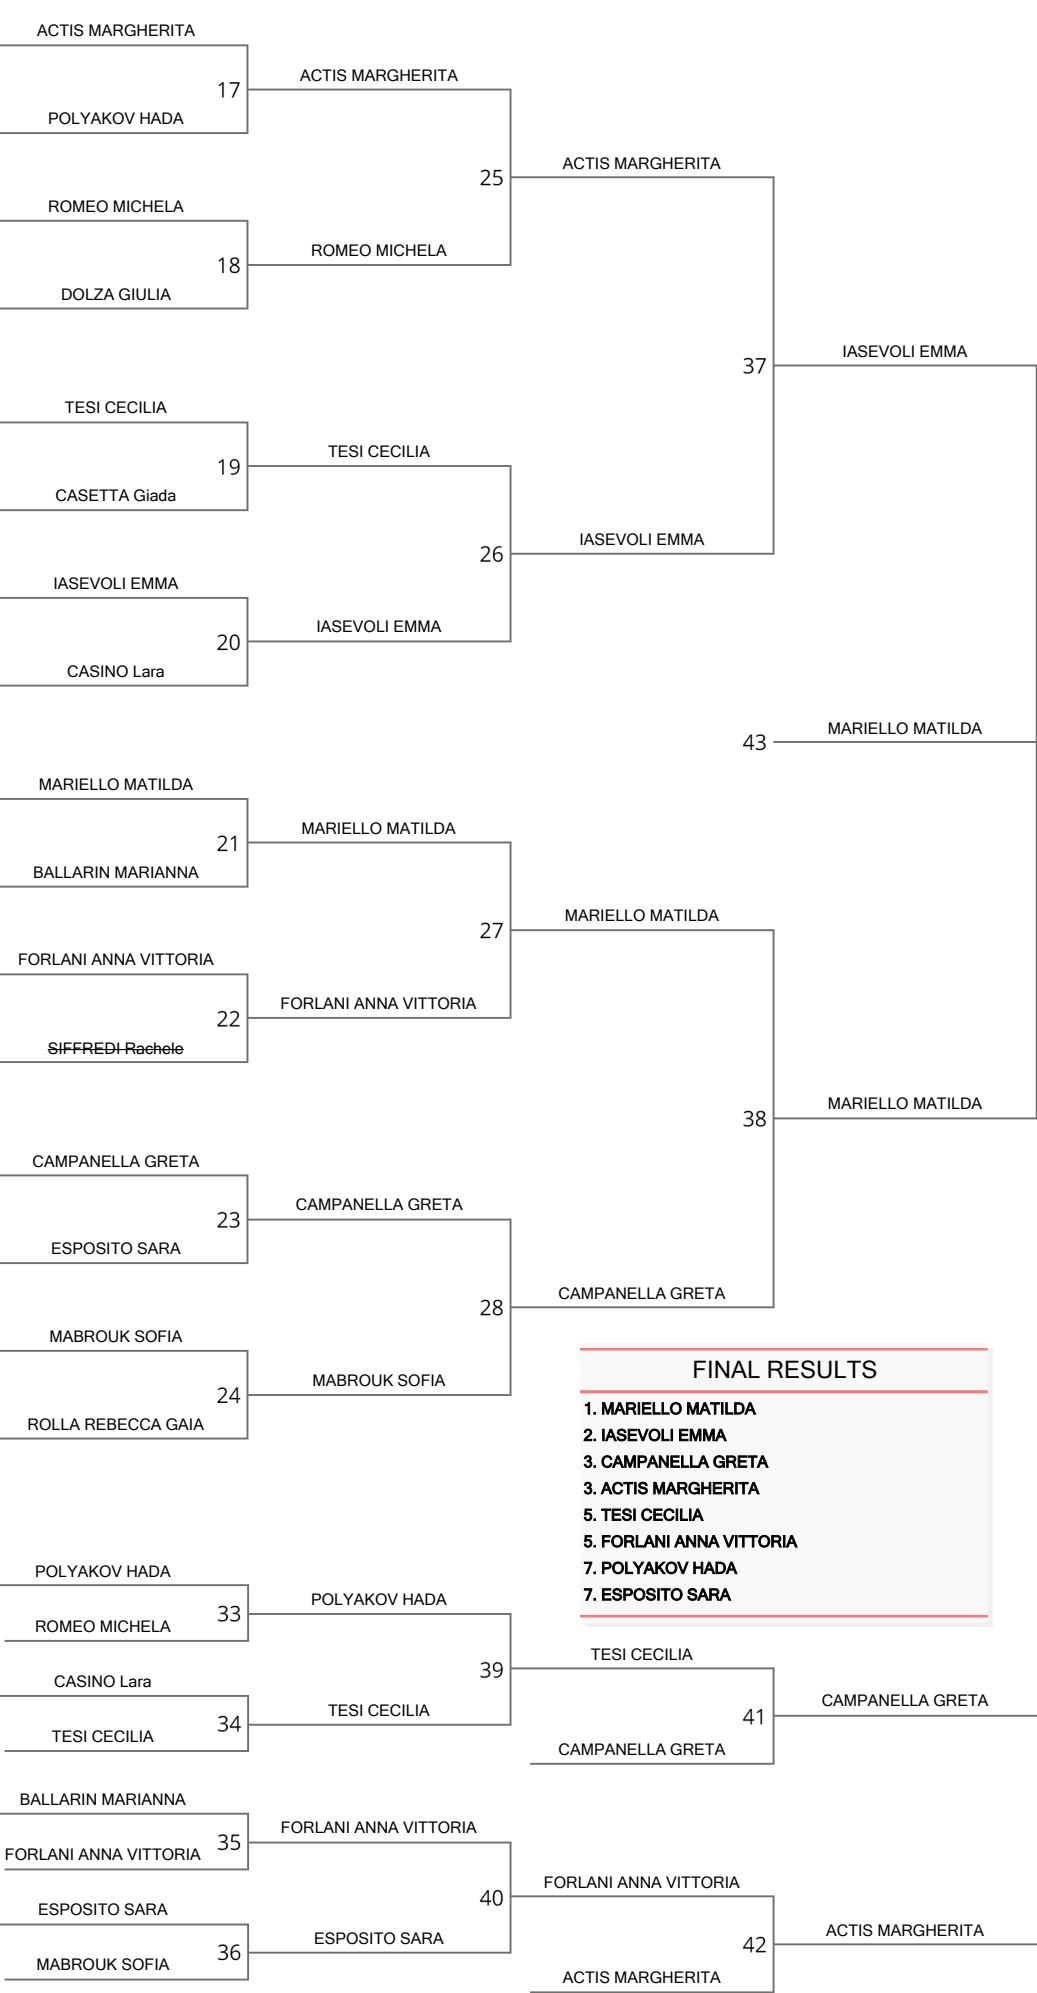 ACTIS MARGHERITA
ACTIS MARGHERITA
17
POLYAKOV HADA
ACTIS MARGHERITA
25
ROMEO MICHELA
ROMEO MICHELA
18
DOLZA GIULIA
IASEVOLI EMMA
37
TESI CECILIA
TESI CECILIA
19
CASETTA Giada
IASEVOLI EMMA
26
IASEVOLI EMMA
IASEVOLI EMMA
20
CASINO Lara
MARIELLO MATILDA
43
MARIELLO MATILDA
MARIELLO MATILDA
21
BALLARIN MARIANNA
MARIELLO MATILDA
27
FORLANI ANNA VITTORIA
FORLANI ANNA VITTORIA
22
SIFFREDI Rachele
MARIELLO MATILDA
38
CAMPANELLA GRETA
CAMPANELLA GRETA
23
ESPOSITO SARA
CAMPANELLA GRETA
28
MABROUK SOFIA
MABROUK SOFIA
24
ROLLA REBECCA GAIA
FINAL RESULTS
1. MARIELLO MATILDA
2. IASEVOLI EMMA
3. CAMPANELLA GRETA
3. ACTIS MARGHERITA
5. TESI CECILIA
5. FORLANI ANNA VITTORIA
7. POLYAKOV HADA
7. ESPOSITO SARA
POLYAKOV HADA
POLYAKOV HADA
33
ROMEO MICHELA
TESI CECILIA
39
CASINO Lara
TESI CECILIA
34
TESI CECILIA
CAMPANELLA GRETA
41
CAMPANELLA GRETA
BALLARIN MARIANNA
FORLANI ANNA VITTORIA
35
FORLANI ANNA VITTORIA
FORLANI ANNA VITTORIA
40
ESPOSITO SARA
ESPOSITO SARA
36
MABROUK SOFIA
ACTIS MARGHERITA
42
ACTIS MARGHERITA